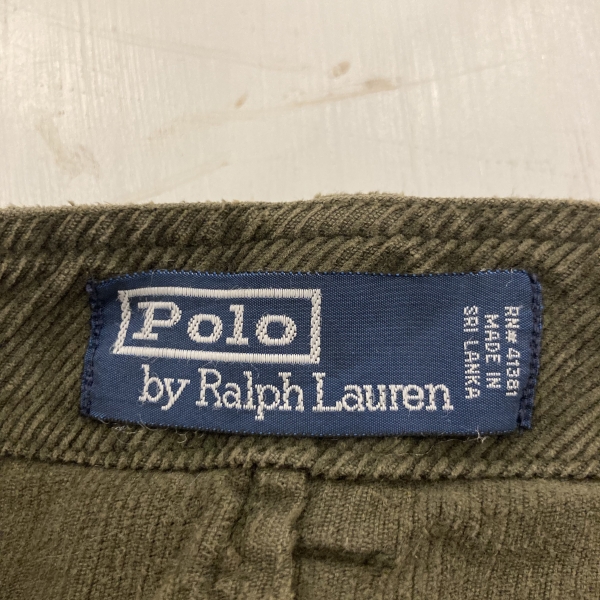 Polo
by Ralph Lauren
RN# 41381
MADE IN
SRI LANKA